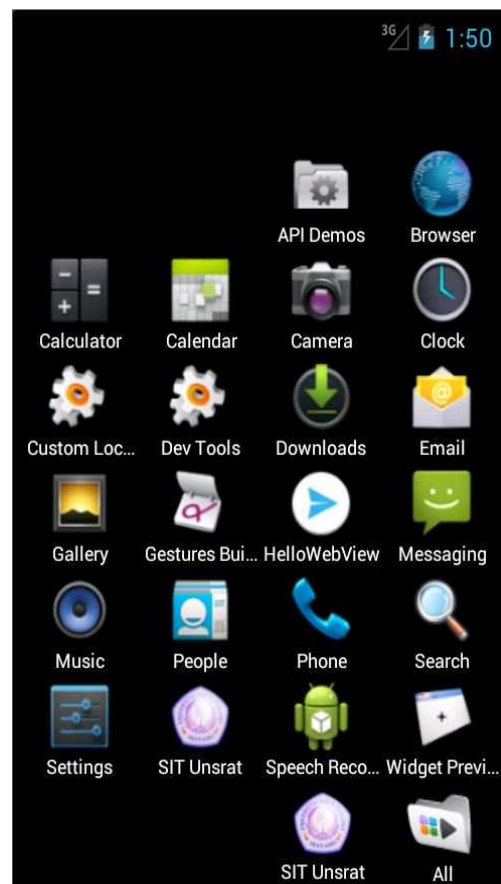 3G 1:50
API Demos Browser
Calculator Calendar Camera Clock
Custom Loc... Dev Tools Downloads Email
Gallery Gestures Bui... HelloWebView Messaging
Music People Phone Search
Settings SIT Unsrat Speech Reco... Widget Previ...
SIT Unsrat All